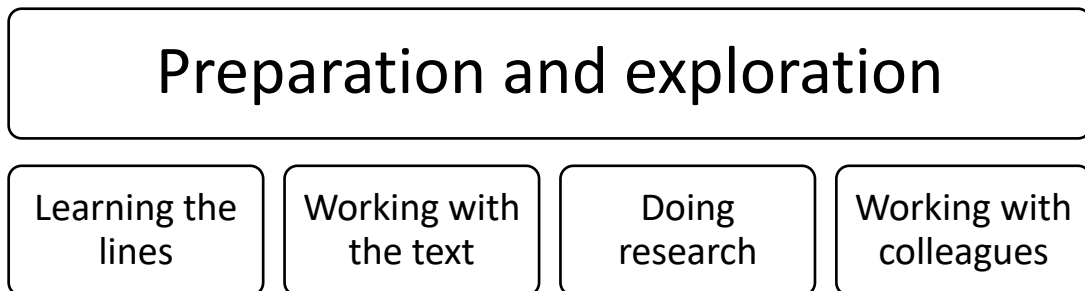 Preparation and exploration
Learning the
lines
Working with
the text
Doing
research
Working with
colleagues